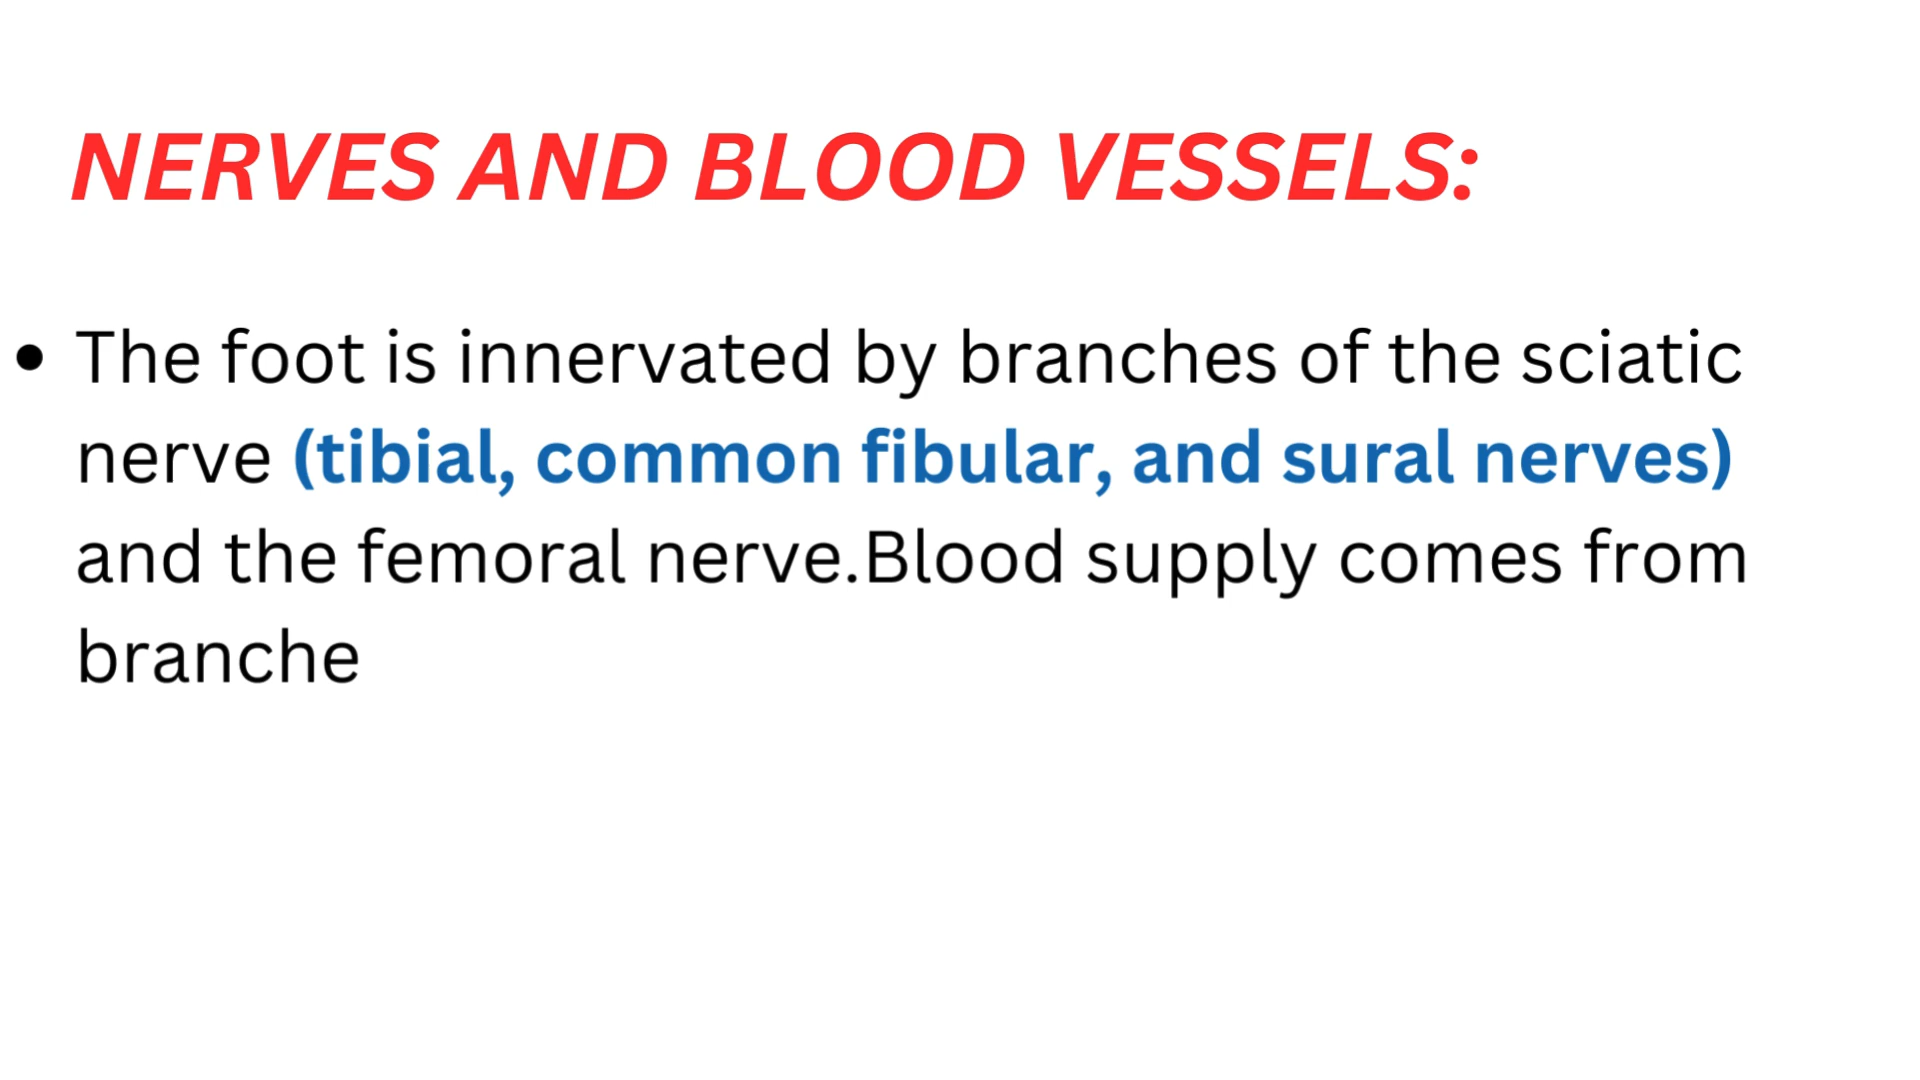 NERVES AND BLOOD VESSELS:
• The foot is innervated by branches of the sciatic
nerve (tibial, common fibular, and sural nerves)
and the femoral nerve.Blood supply comes from
branche